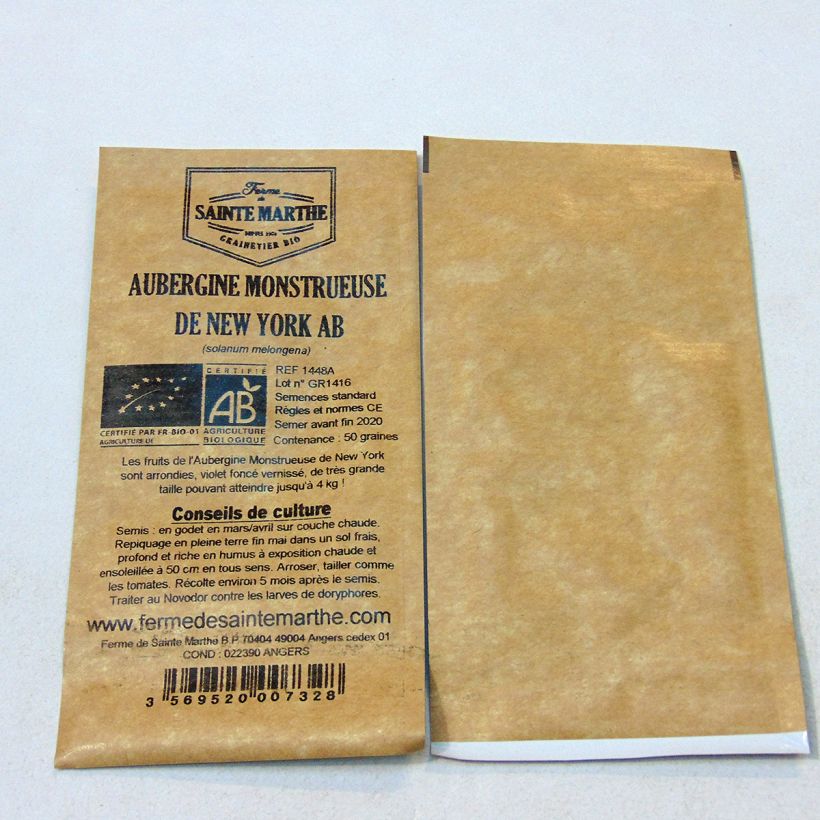 Ferme
de
SAINTE MARTHE
GRAINETIER BIO
AUBERGINE MONSTRUEUSE
DE NEW YORK AB
(solanum melongena)
CERTIFIÉ
AB
AGRICULTURE
BIOLOGIQUE
CERTIFIÉ PAR FR-BIO-01
AGRICULTURE UE
REF 1448A
Lot n° GR1416
Semences standard
Règles et normes CE
Semer avant fin 2020
Contenance : 50 graines
Les fruits de l'Aubergine Monstrueuse de New York
sont arrondies, violet foncé vernissé, de très grande
taille pouvant atteindre jusqu'à 4 kg !
Conseils de culture
Semis : en godet en mars/avril sur couche chaude.
Repiquage en pleine terre fin mai dans un sol frais,
profond et riche en humus à exposition chaude et
ensoleillée à 50 cm en tous sens. Arroser, tailler comme
les tomates. Récolte environ 5 mois après le semis.
Traiter au Novodor contre les larves de doryphores.
www.fermedesaintemarthe.com
Ferme de Sainte Marthe B.P 70404 49004 Angers cedex 01
COND : 022390 ANGERS
3 569520 007328